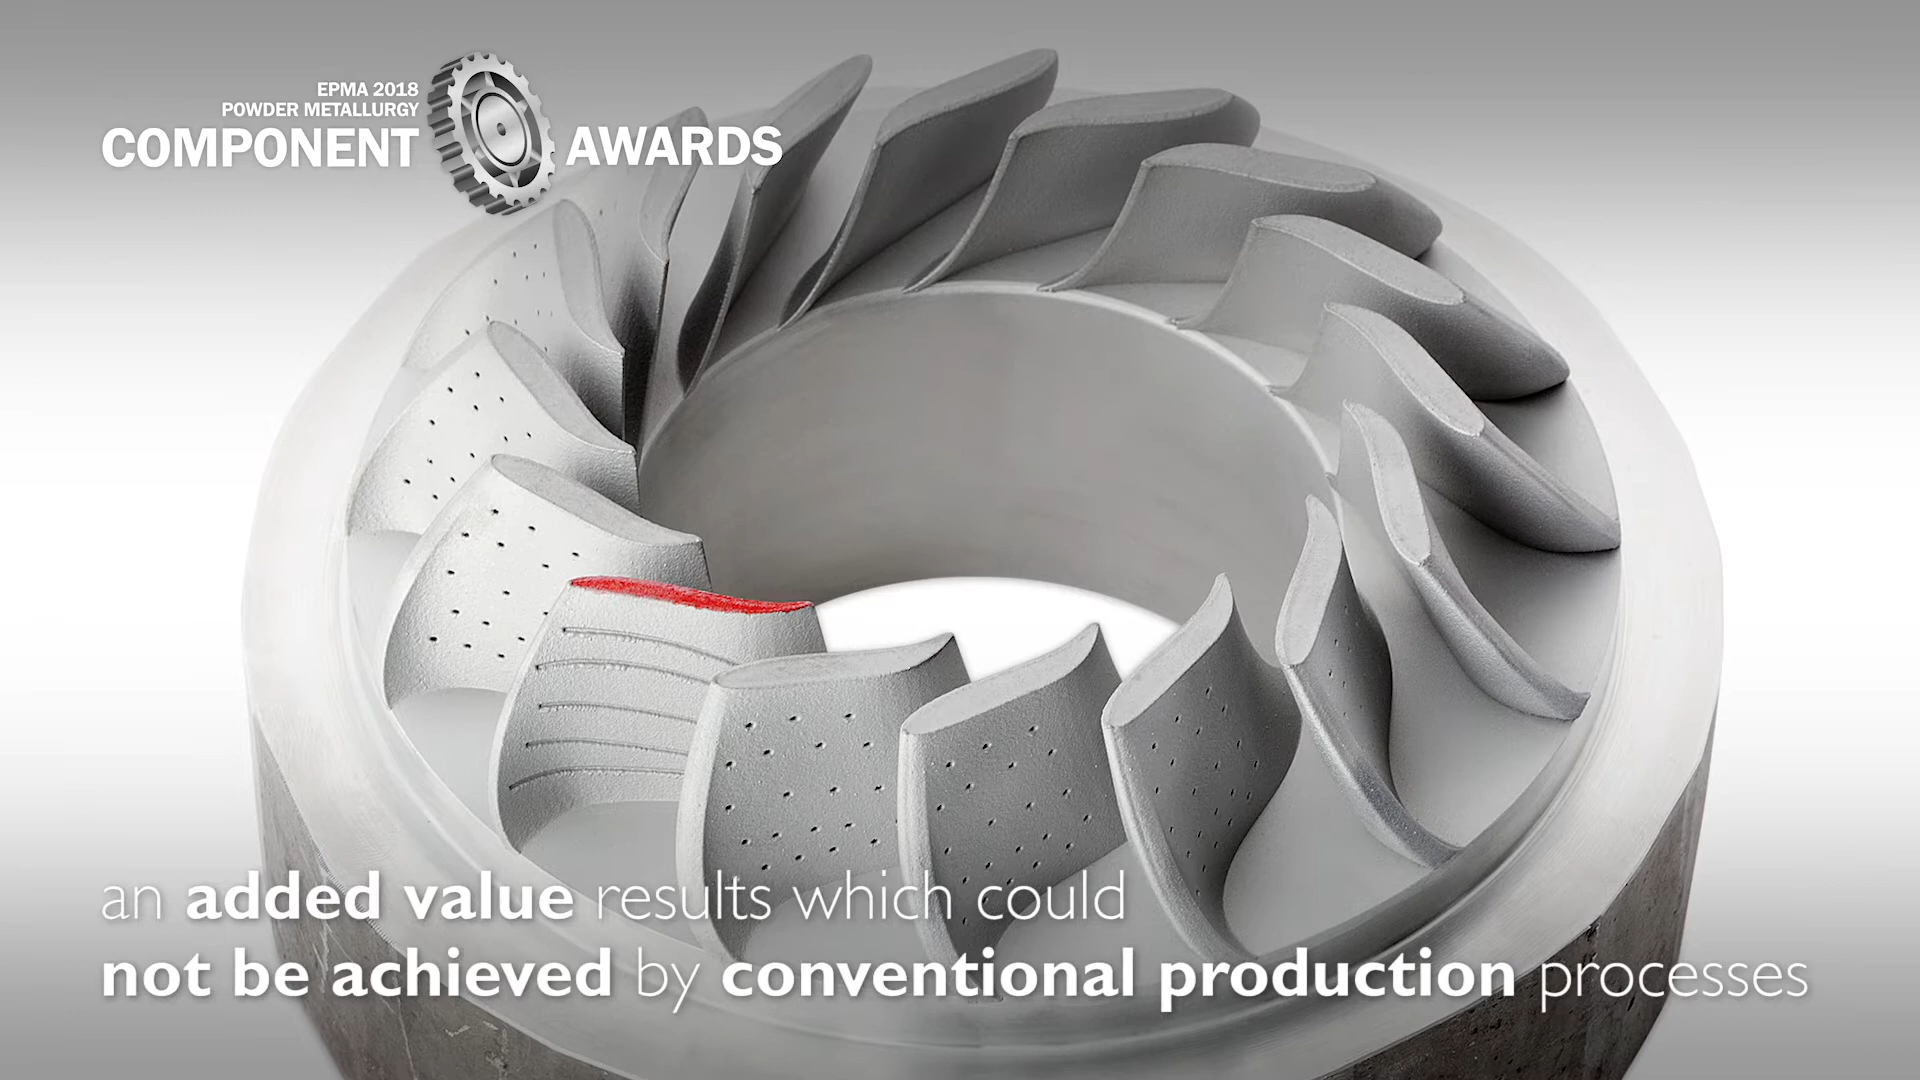 EPMA 2018
POWDER METALLURGY
COMPONENT AWARDS
an added value results which could
not be achieved by conventional production processes